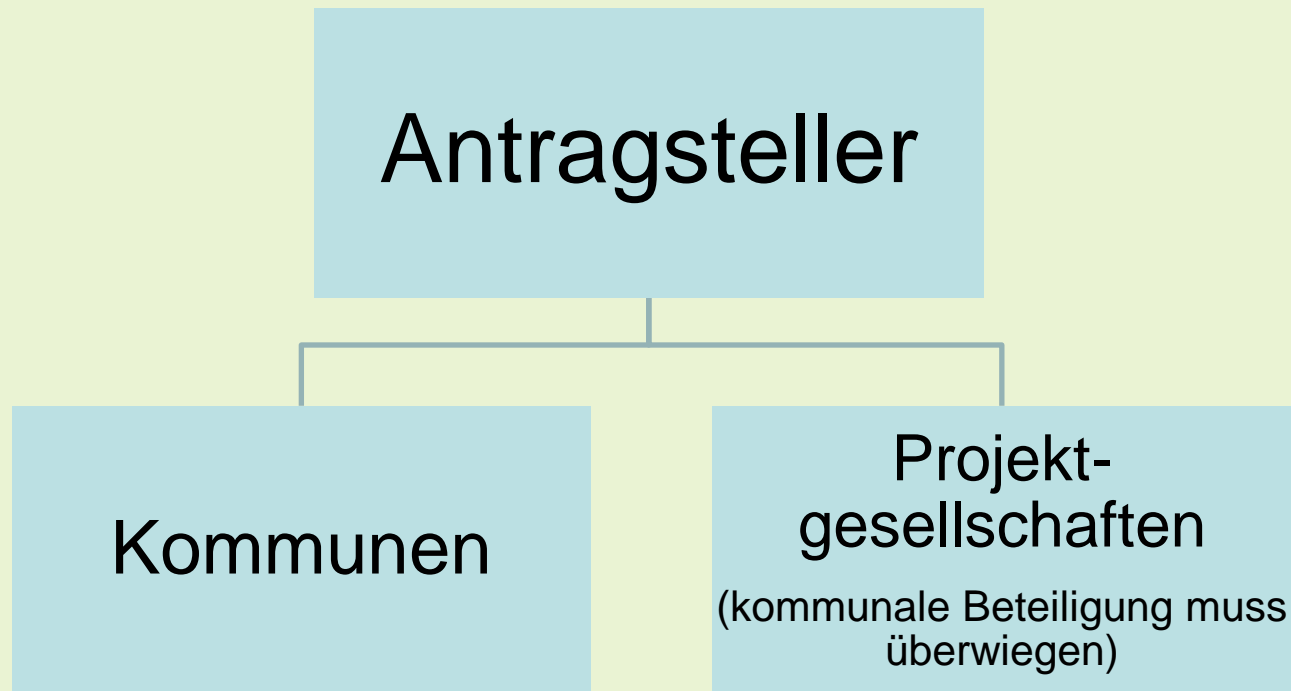 Antragsteller
Kommunen
Projekt-
gesellschaften
(kommunale Beteiligung muss
überwiegen)